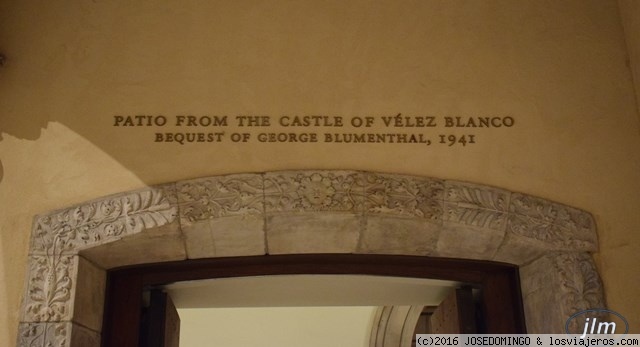 PATIO FROM THE CASTLE OF VÉLEZ BLANCO
BEQUEST OF GEORGE BLUMENTHAL, 1941
jlm
(c)2016 JOSEDOMINGO & losviajeros.com